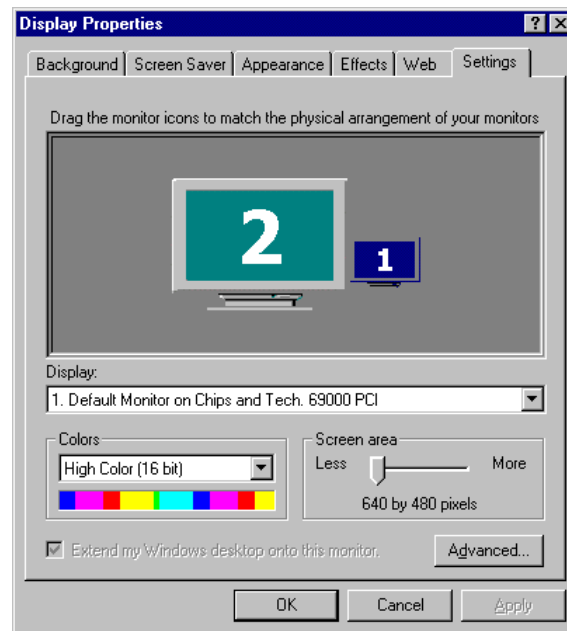 Display Properties
Background Screen Saver Appearance Effects Web Settings
Drag the monitor icons to match the physical arrangement of your monitors
2
1
Display:
1. Default Monitor on Chips and Tech. 69000 PCI
Colors
High Color (16 bit)
Screen area
Less More
640 by 480 pixels
Extend my Windows desktop onto this monitor.
Advanced...
OK Cancel Apply